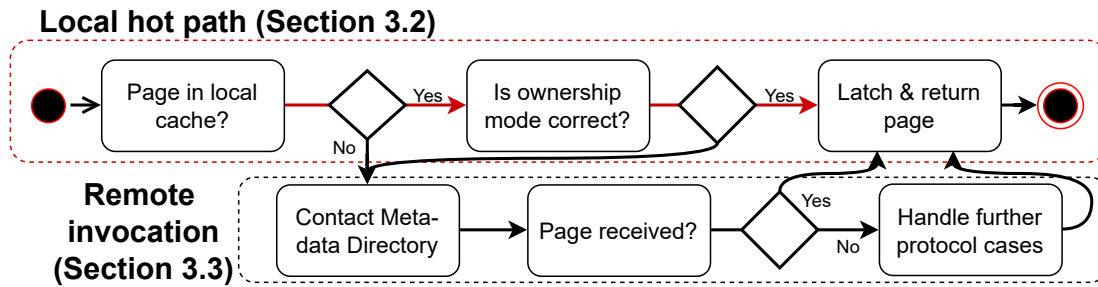 Local hot path (Section 3.2)
Page in local
cache?
Yes
Is ownership
mode correct?
Yes
Latch & return
page
No
Remote
invocation
(Section 3.3)
Contact Meta-
data Directory
Page received?
Yes
No
Handle further
protocol cases